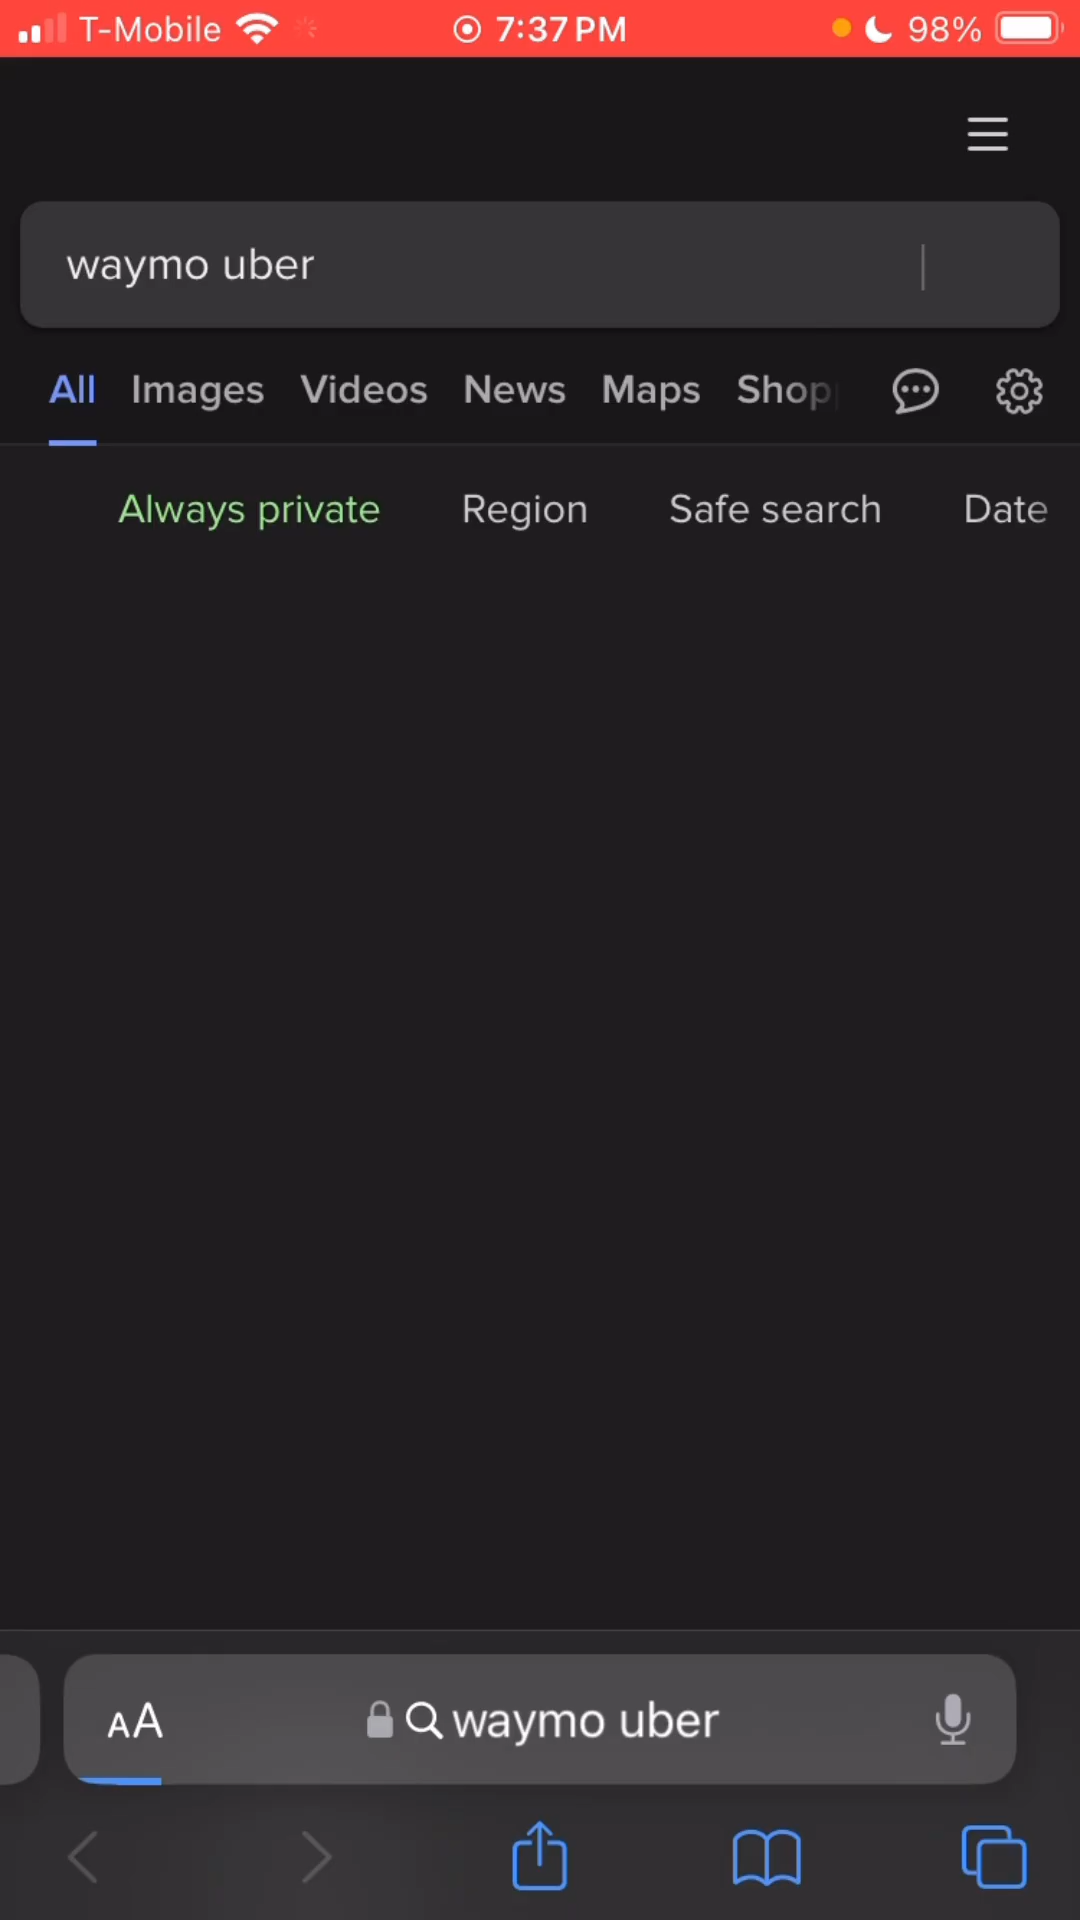 T-Mobile 7:37 PM 98%
waymo uber
All Images Videos News Maps Shop
Always private Region Safe search Date
AA waymo uber